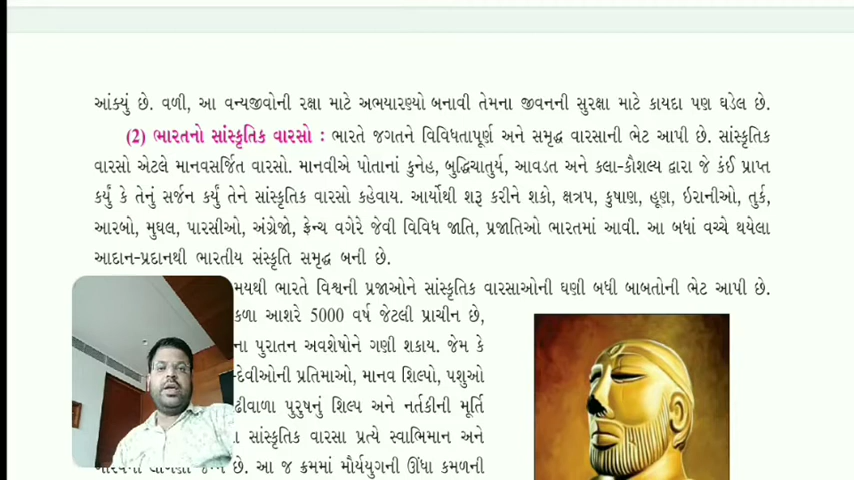 આંક્યું છે. વળી, આ વન્યજીવોની રક્ષા માટે અભયારણ્યો બનાવી તેમના જીવનની સુરક્ષા માટે કાયદા પણ ઘડેલ છે.
(2) ભારતનો સાંસ્કૃતિક વારસો : ભારતે જગતને વિવિધતાપૂર્ણ અને સમૃદ્ધ વારસાની ભેટ આપી છે. સાંસ્કૃતિક
વારસો એટલે માનવસર્જિત વારસો. માનવીએ પોતાનાં કુનેહ, બુદ્ધિચાતુર્ય, આવડત અને કલા-કૌશલ્ય દ્વારા જે કંઈ પ્રાપ્ત
કર્યું કે તેનું સર્જન કર્યું તેને સાંસ્કૃતિક વારસો કહેવાય. આર્યોથી શરૂ કરીને શકો, ક્ષત્રપ, કુષાણ, હૂણ, ઇરાનીઓ, તુર્ક,
આરબો, મુઘલ, પારસીઓ, અંગ્રેજો, ફ્રેન્ચ વગેરે જેવી વિવિધ જાતિ, પ્રજાતિઓ ભારતમાં આવી. આ બધાં વચ્ચે થયેલા
આદાન-પ્રદાનથી ભારતીય સંસ્કૃતિ સમૃદ્ધ બની છે.
મયથી ભારતે વિશ્વની પ્રજાઓને સાંસ્કૃતિક વારસાઓની ઘણી બધી બાબતોની ભેટ આપી છે.
કળા આશરે 5000 વર્ષ જેટલી પ્રાચીન છે,
ના પુરાતન અવશેષોને ગણી શકાય. જેમ કે
-દેવીઓની પ્રતિમાઓ, માનવ શિલ્પો, પશુઓ
ઢીવાળા પુરુષનું શિલ્પ અને નર્તકીની મૂર્તિ
સાંસ્કૃતિક વારસા પ્રત્યે સ્વાભિમાન અને
છે. આ જ ક્રમમાં મૌર્યયુગની ઊંધા કમળની